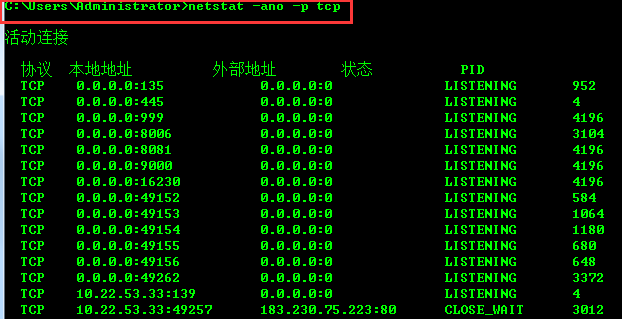 C:\Users\Administrator>netstat -ano -p tcp
活动连接
协议 本地地址 外部地址 状态 PID
TCP 0.0.0.0:135 0.0.0.0:0 LISTENING 952
TCP 0.0.0.0:445 0.0.0.0:0 LISTENING 4
TCP 0.0.0.0:999 0.0.0.0:0 LISTENING 4196
TCP 0.0.0.0:8006 0.0.0.0:0 LISTENING 3104
TCP 0.0.0.0:8081 0.0.0.0:0 LISTENING 4196
TCP 0.0.0.0:9000 0.0.0.0:0 LISTENING 4196
TCP 0.0.0.0:16230 0.0.0.0:0 LISTENING 4196
TCP 0.0.0.0:49152 0.0.0.0:0 LISTENING 584
TCP 0.0.0.0:49153 0.0.0.0:0 LISTENING 1064
TCP 0.0.0.0:49154 0.0.0.0:0 LISTENING 1180
TCP 0.0.0.0:49155 0.0.0.0:0 LISTENING 680
TCP 0.0.0.0:49156 0.0.0.0:0 LISTENING 648
TCP 0.0.0.0:49262 0.0.0.0:0 LISTENING 3372
TCP 10.22.53.33:139 0.0.0.0:0 LISTENING 4
TCP 10.22.53.33:49257 183.230.75.223:80 CLOSE_WAIT 3012